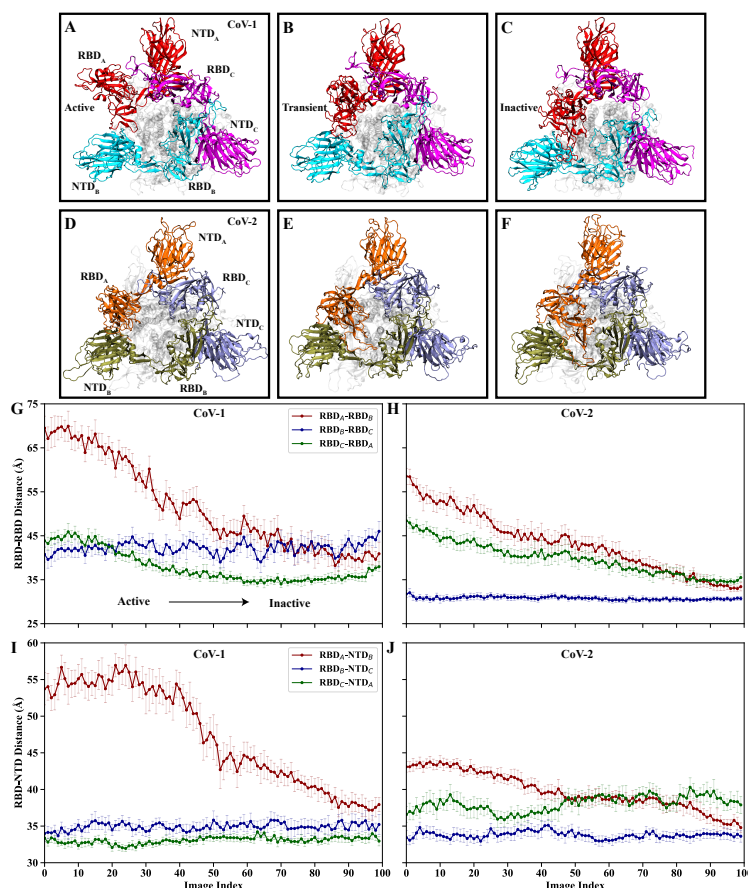 A CoV-1 B C
NTD_A
RBD_A
RBD_C
Active Transient Inactive
NTD_C
NTD_B RBD_B
D CoV-2 E F
NTD_A
RBD_A RBD_C
NTD_C
NTD_B RBD_B
G CoV-1 H CoV-2
75
65
55
45
35
25
RBD-RBD Distance (Å)
RBD_A-RBD_B
RBD_B-RBD_C
RBD_C-RBD_A
Active Inactive
I CoV-1 J CoV-2
60
55
50
45
40
35
30
RBD-NTD Distance (Å)
RBD_A-NTD_B
RBD_B-NTD_C
RBD_C-NTD_A
0 10 20 30 40 50 60 70 80 90 100 10 20 30 40 50 60 70 80 90 100
Image Index Image Index